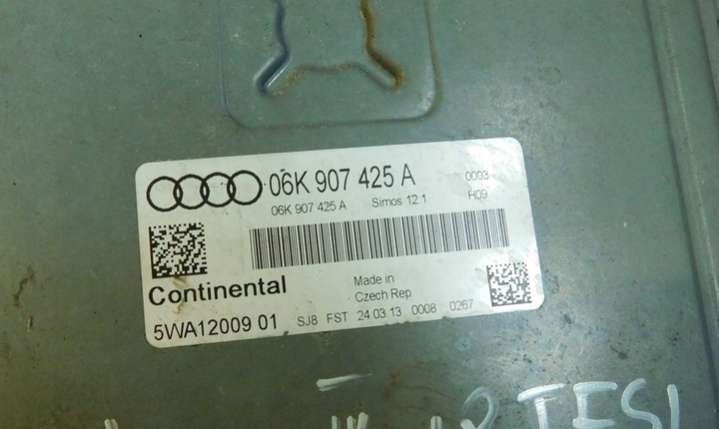 06K 907 425 A 0003
06K 907 425 A Simos 12.1 H09
Continental
Made in
Czech Rep
5WA12009 01 SJ8 FST 24.03.13 0008 0267
TFSI